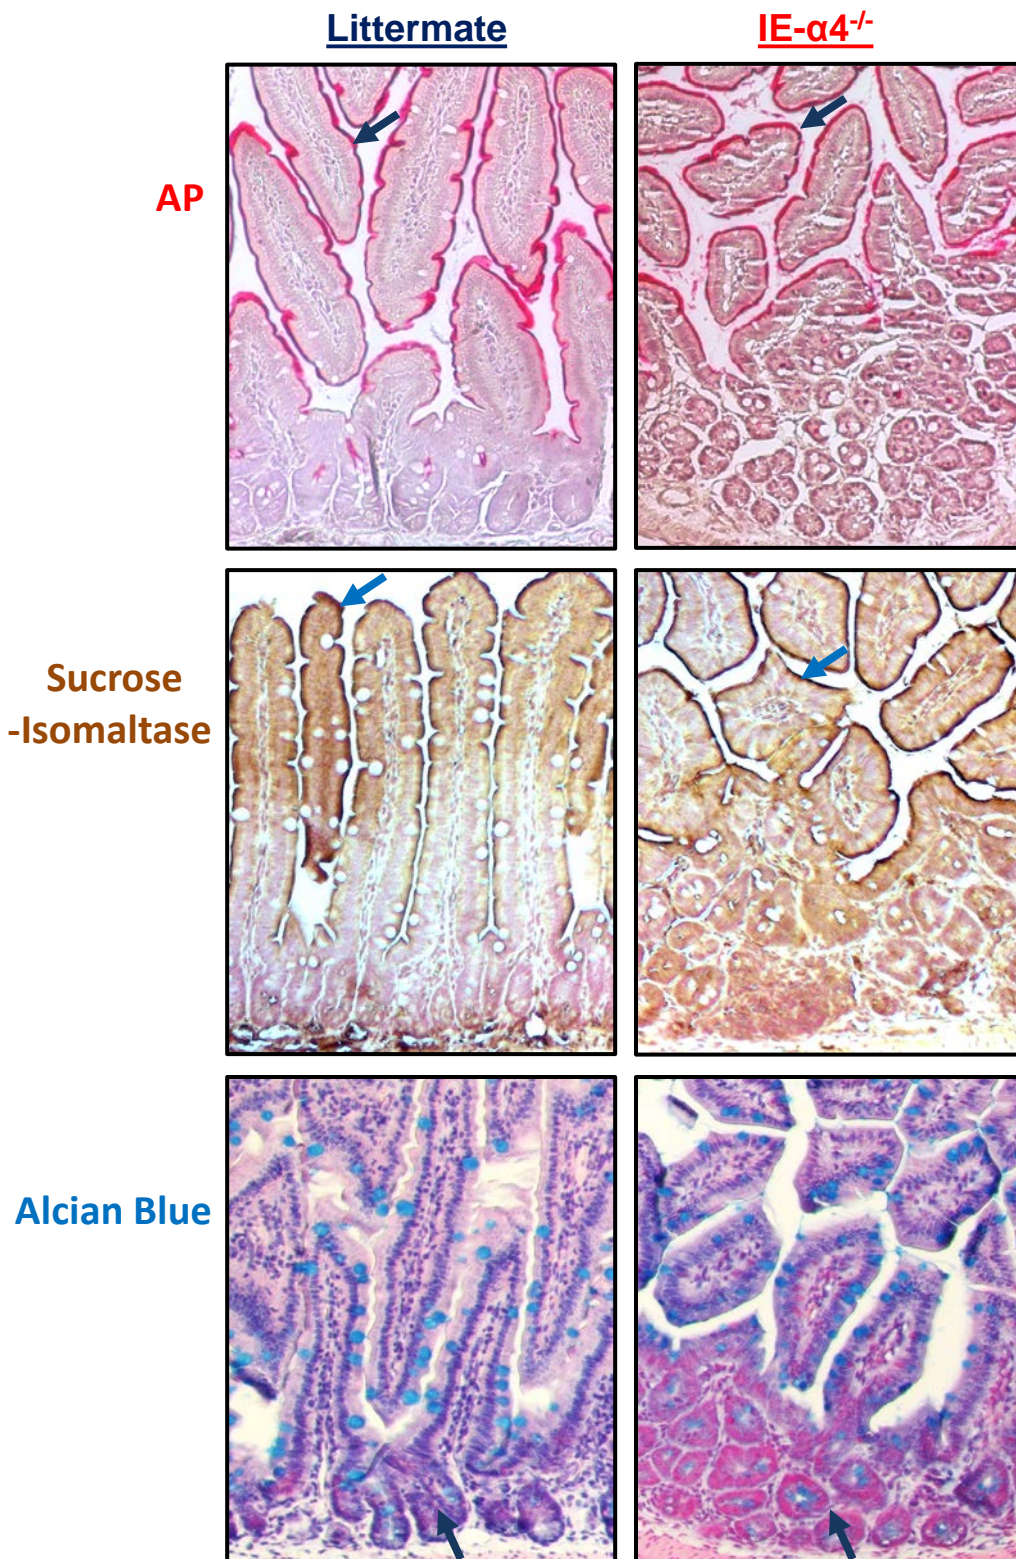 Littermate
IE-α4-/-
AP
Sucrose
-Isomaltase
Alcian Blue